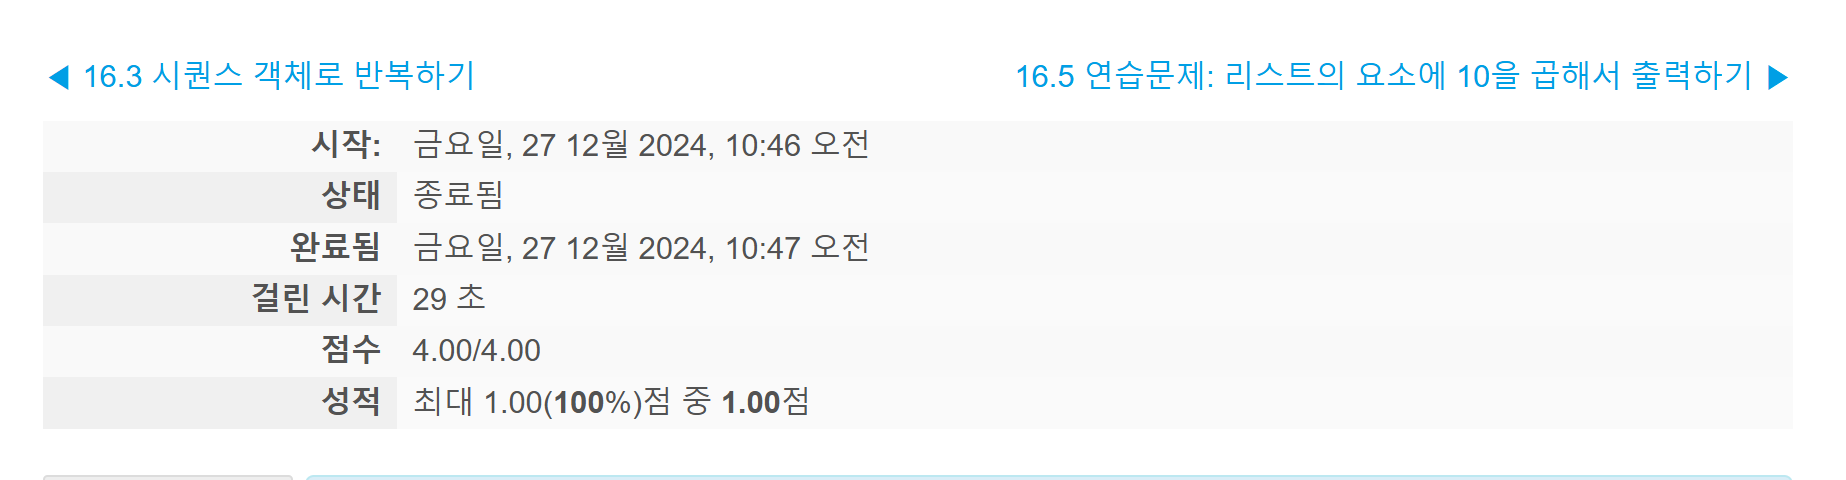 ◀ 16.3 시퀀스 객체로 반복하기
16.5 연습문제: 리스트의 요소에 10을 곱해서 출력하기 ▶
시작: 금요일, 27 12월 2024, 10:46 오전
상태 종료됨
완료됨 금요일, 27 12월 2024, 10:47 오전
걸린 시간 29 초
점수 4.00/4.00
성적 최대 1.00(100%)점 중 1.00점